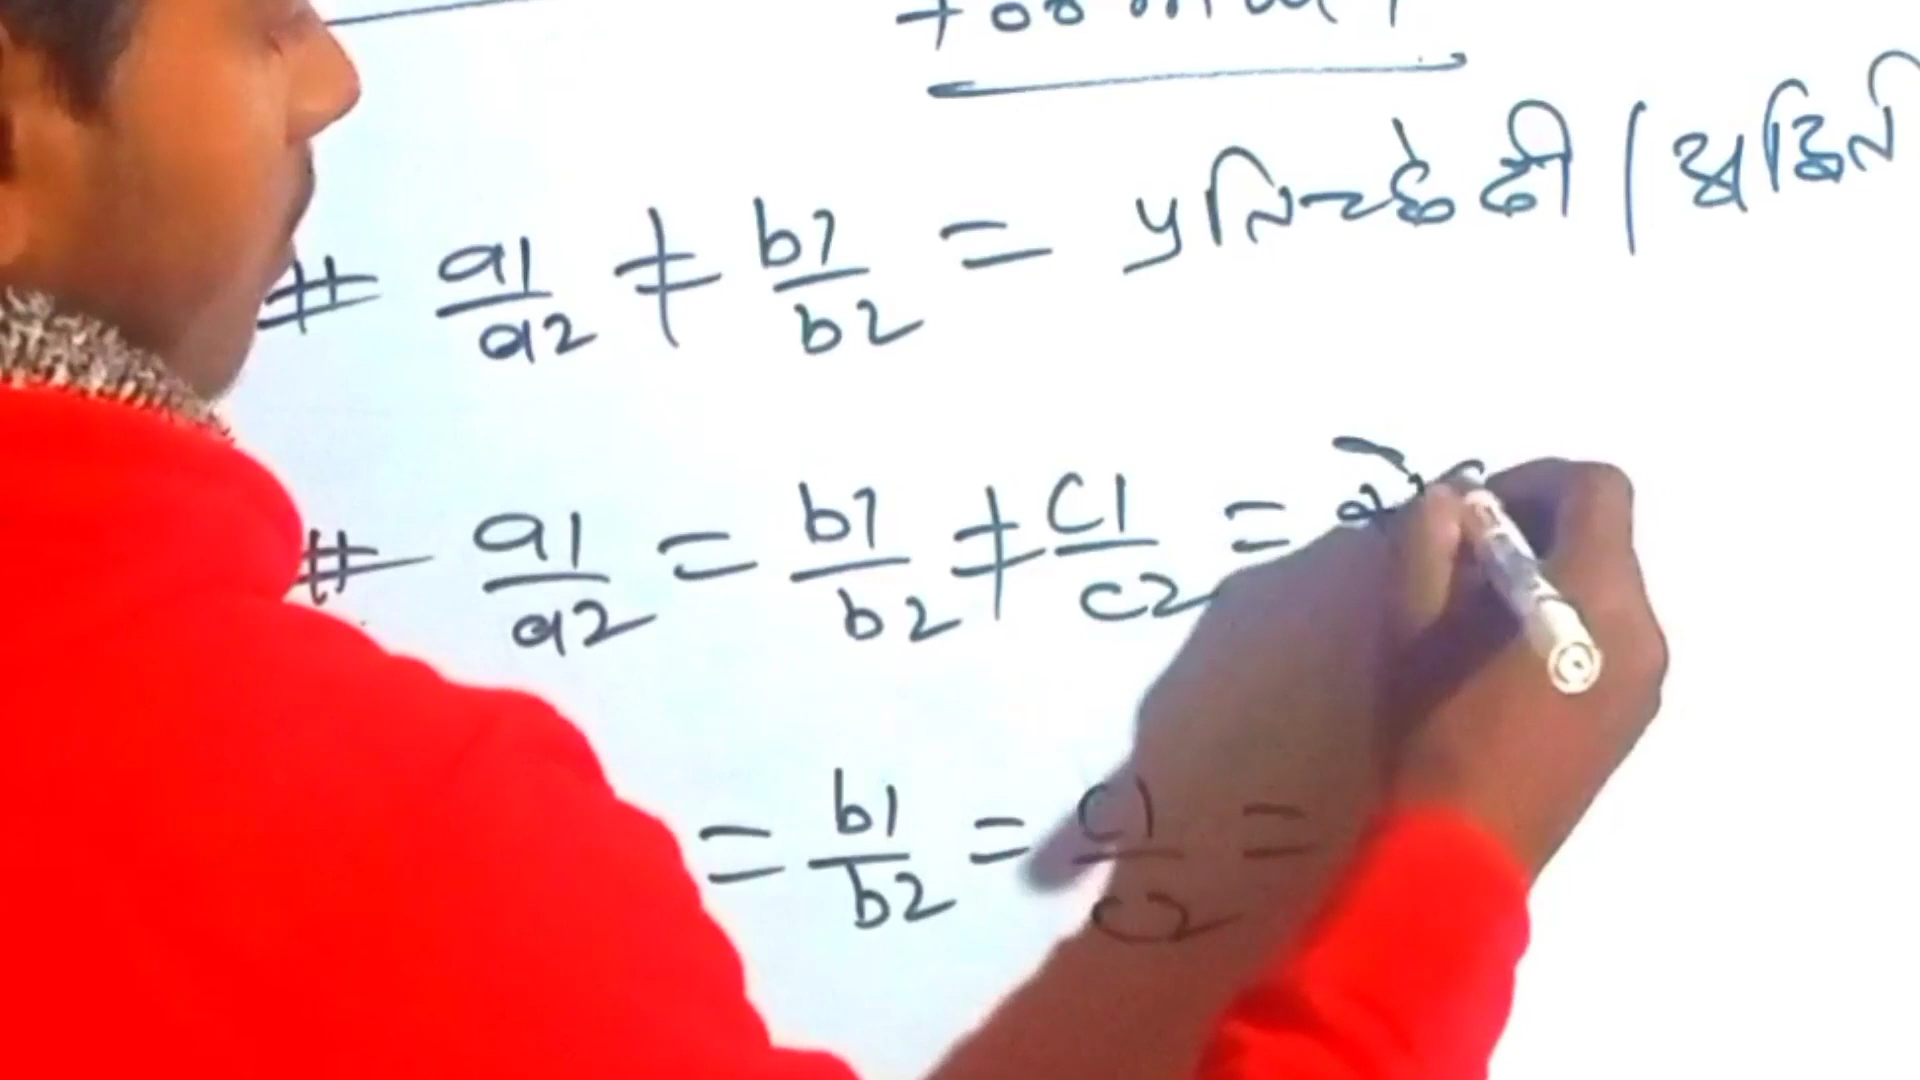 # a1/a2 ≠ b1/b2 = प्रतिच्छेदी / अद्वित
# a1/a2 = b1/b2 ≠ c1/c2 =
= b1/b2 = c1/c2 =